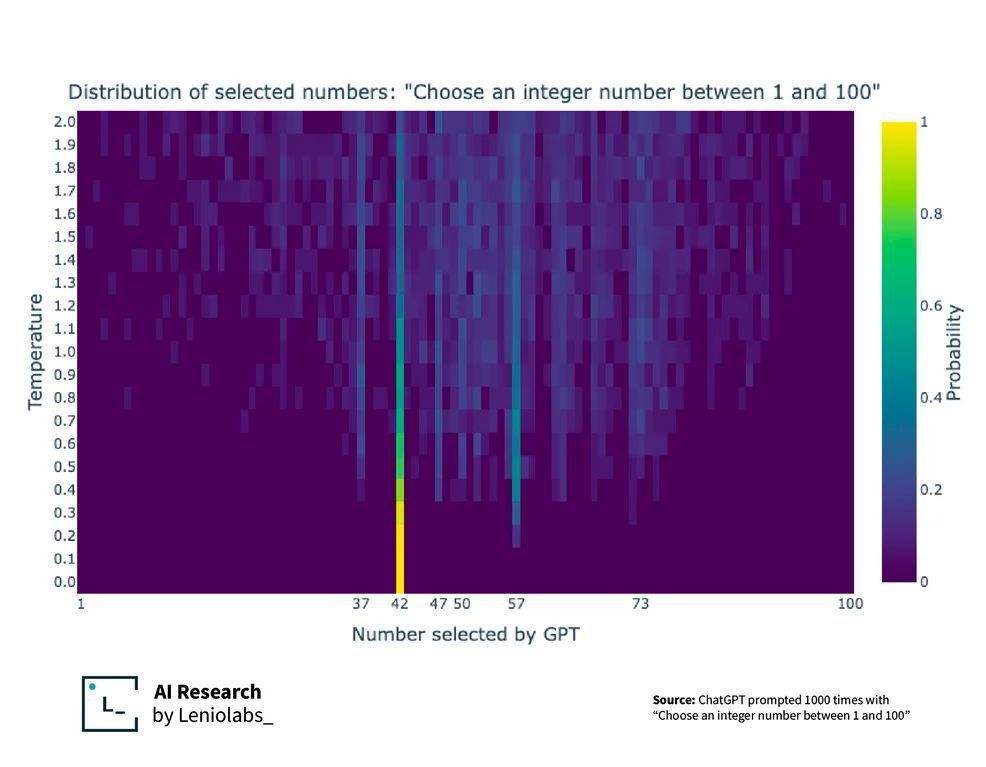 Distribution of selected numbers: "Choose an integer number between 1 and 100"
2.0
1.9
1.8
1.7
1.6
1.5
1.4
1.3
1.2
1.1
1.0
0.9
0.8
0.7
0.6
0.5
0.4
0.3
0.2
0.1
0.0
Temperature
1 37 42 47 50 57 73 100
Number selected by GPT
1
0.8
0.6
0.4
0.2
0
Probability
L_
AI Research
by Leniolabs_
Source: ChatGPT prompted 1000 times with
“Choose an integer number between 1 and 100”